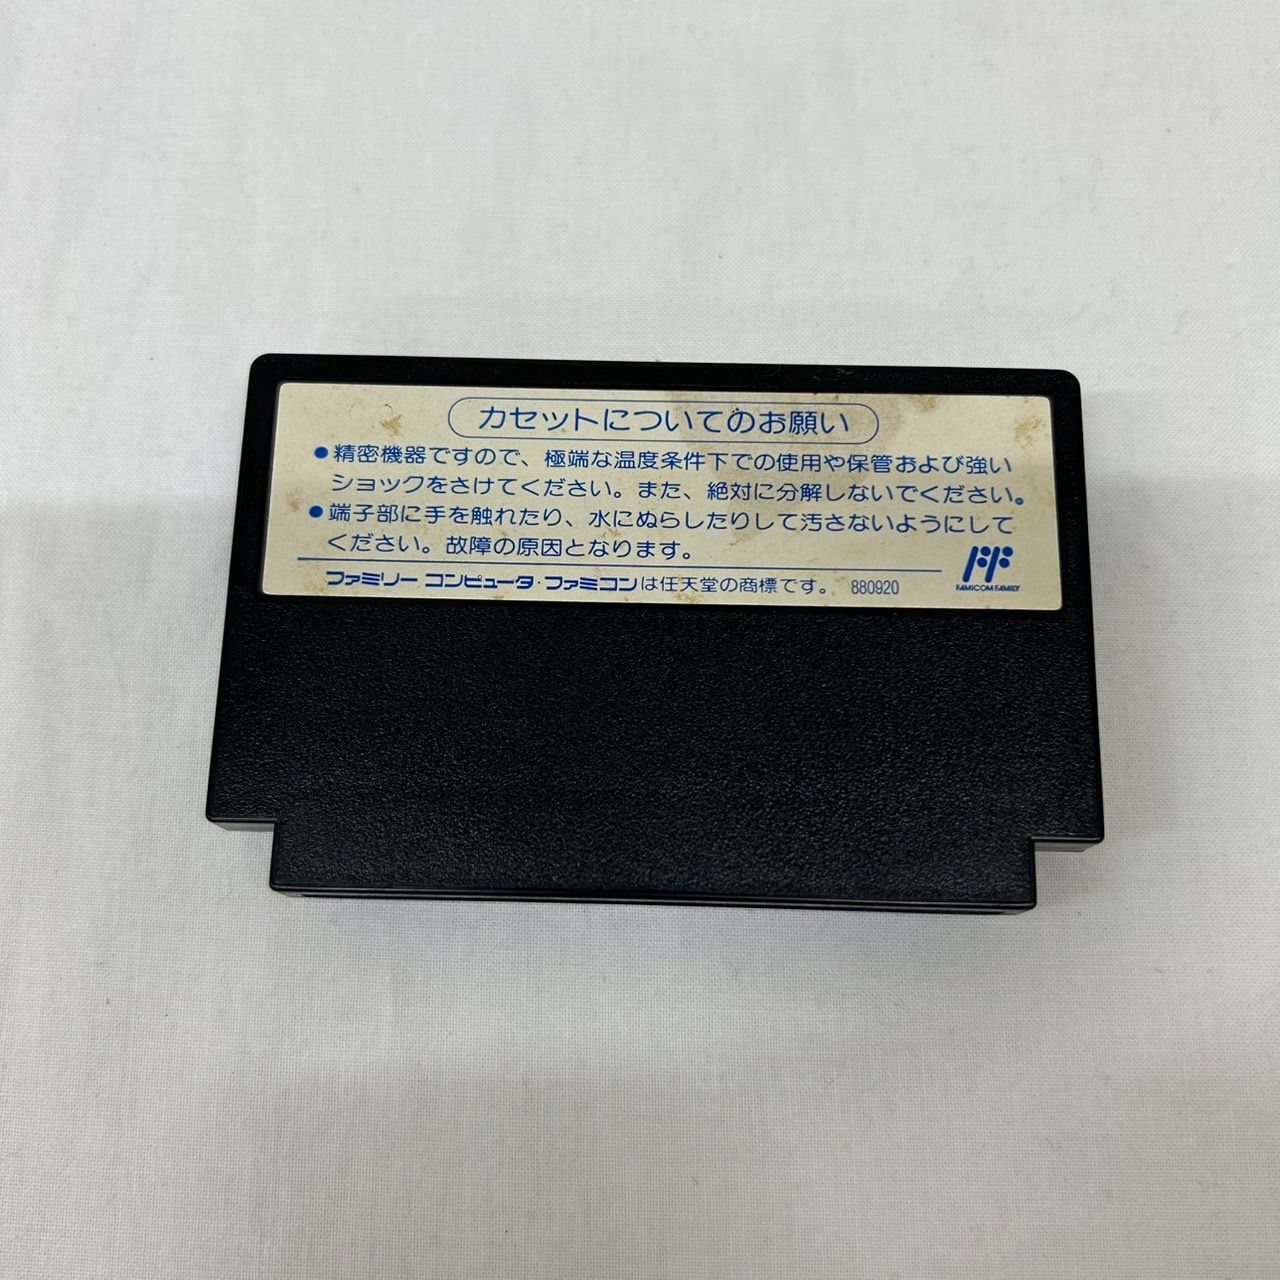 カセットについてのお願い
●精密機器ですので、極端な温度条件下での使用や保管および強い
ショックをさけてください。また、絶対に分解しないでください。
●端子部に手を触れたり、水にぬらしたりして汚さないようにして
ください。故障の原因となります。
ファミリー コンピュータ・ファミコンは任天堂の商標です。 880920
FAMICOM FAMILY